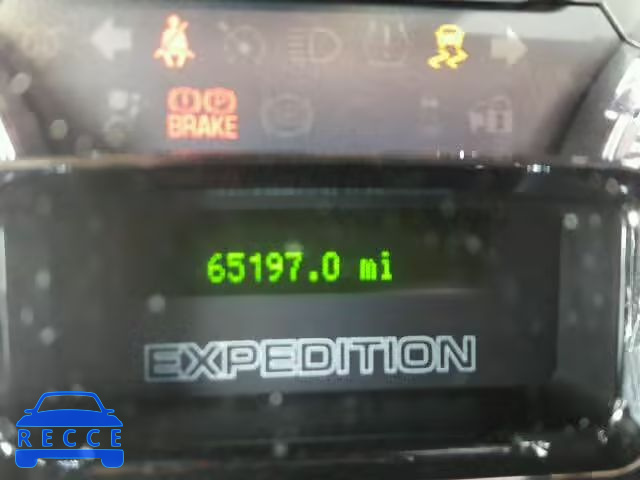 BRAKE
65197.0 mi
EXPEDITION
RECCE